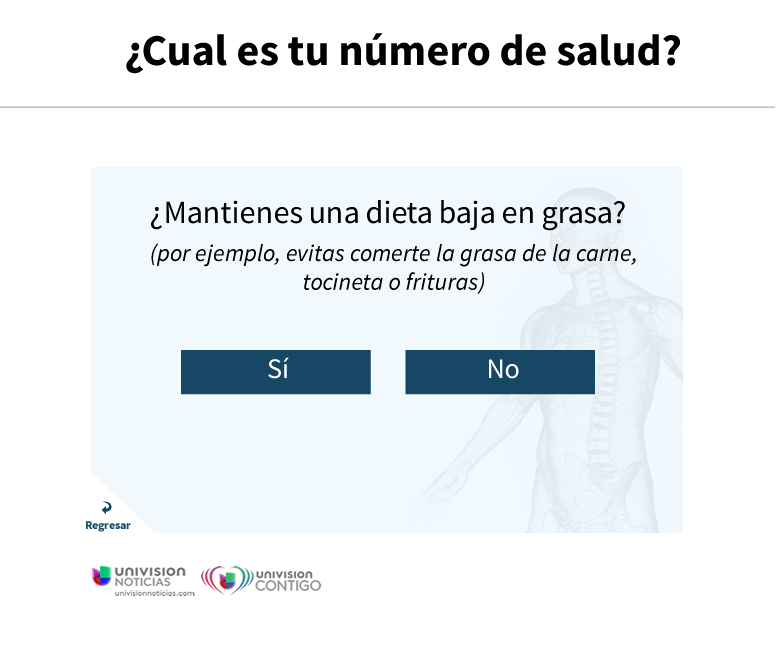 ¿Cual es tu número de salud?
¿Mantienes una dieta baja en grasa?
(por ejemplo, evitas comerte la grasa de la carne,
tocineta o frituras)
Sí
No
Regresar
UNIVISION
NOTICIAS
univisionnoticias.com
UNIVISION
CONTIGO